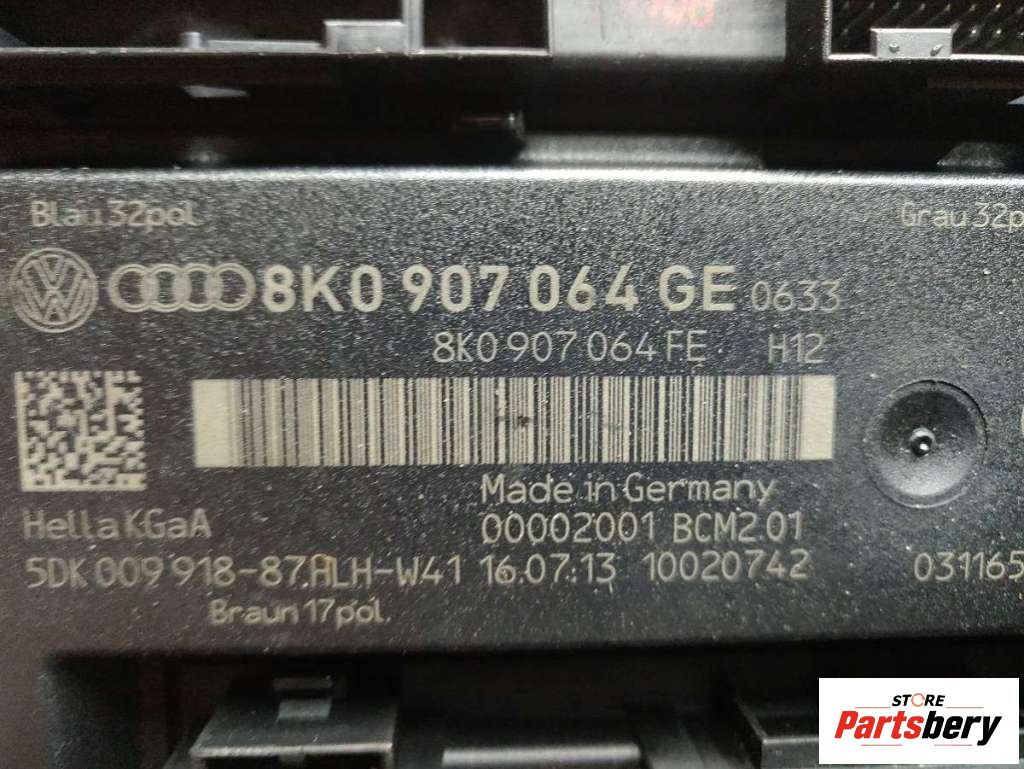 Blau 32pol
Grau 32p
8K0 907 064 GE 0633
8K0 907 064 FE H12
Made in Germany
Hella KGaA 00002001 BCM2 01
5DK 009 918-87 ALH-W41 16.07.13 10020742 031165
Braun 17pol
STORE
Partsbery